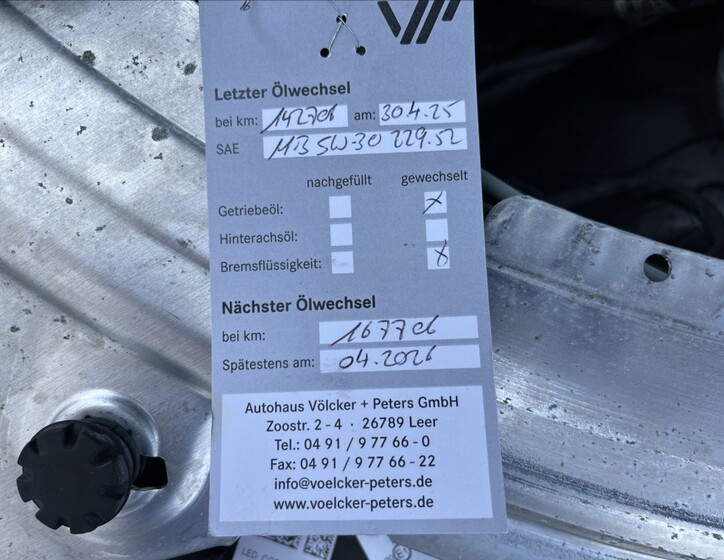 Letzter Ölwechsel
bei km: 142701 am: 30.4.25
SAE MB 5W-30 229.52
nachgefüllt gewechselt
Getriebeöl: x
Hinterachsöl:
Bremsflüssigkeit: x
Nächster Ölwechsel
bei km: 167701
Spätestens am: 04.2026
Autohaus Völcker + Peters GmbH
Zoostr. 2 - 4 · 26789 Leer
Tel.: 04 91 / 9 77 66 - 0
Fax: 04 91 / 9 77 66 - 22
info@voelcker-peters.de
www.voelcker-peters.de
LED